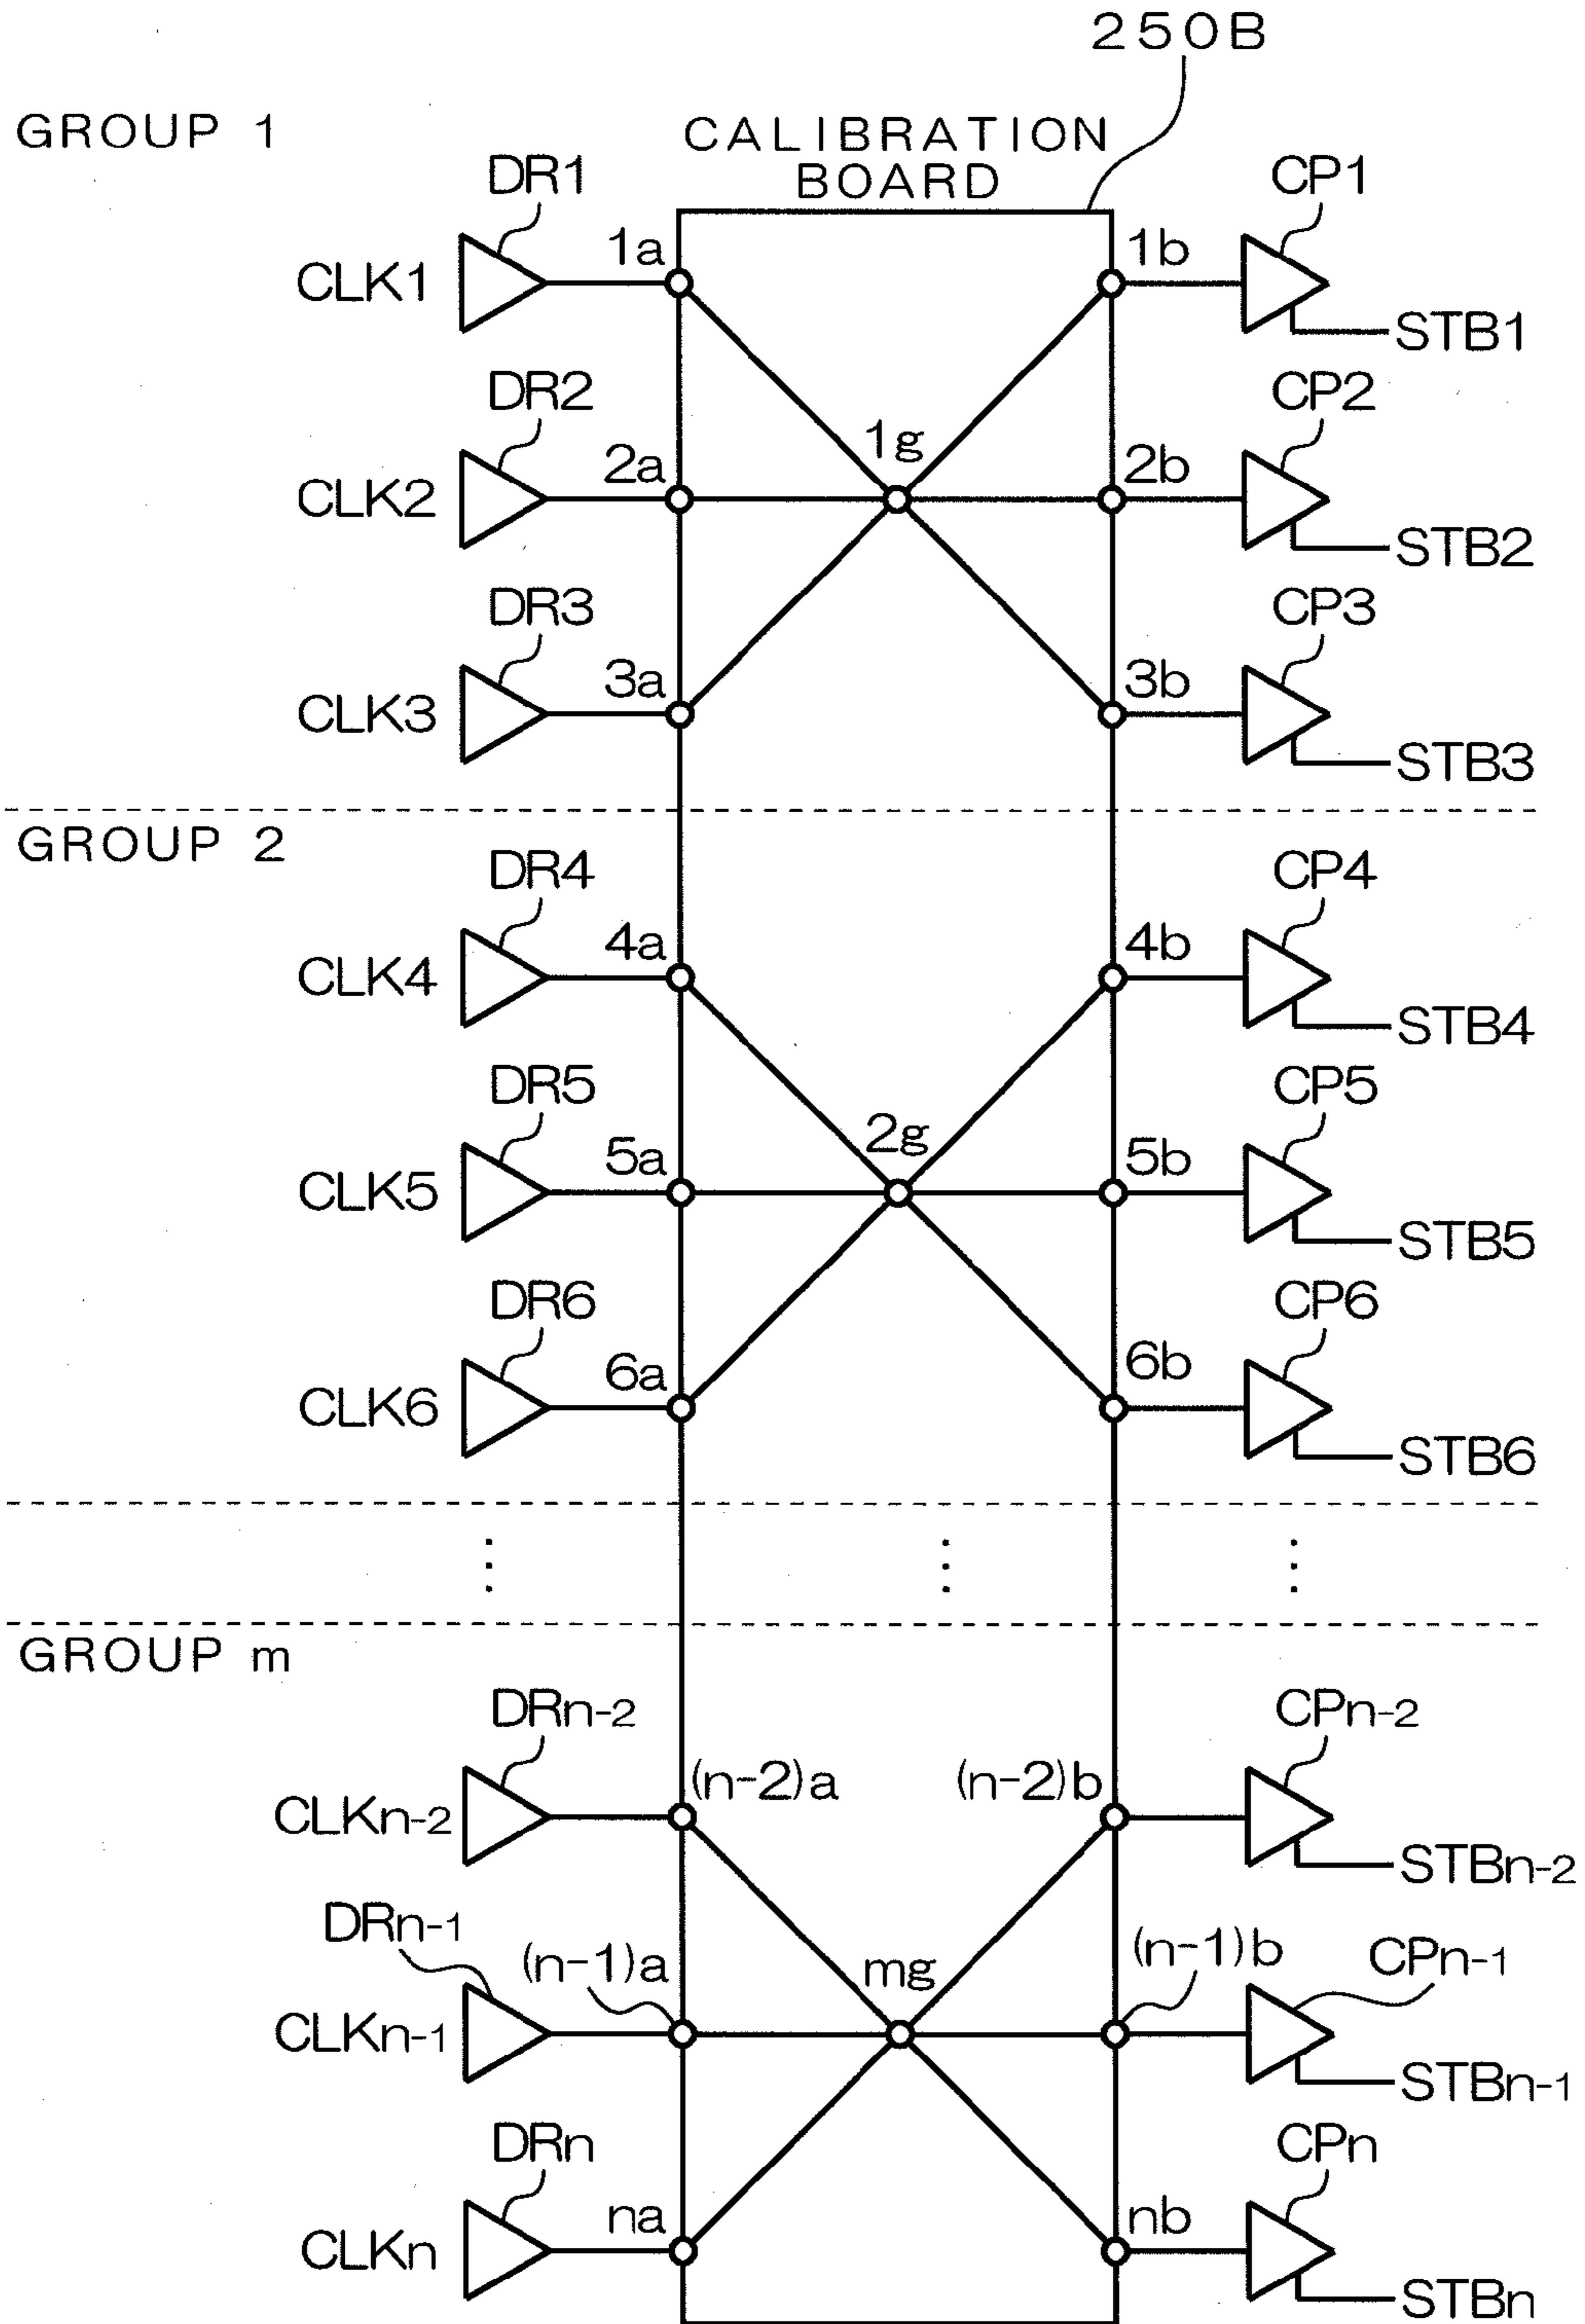 250B
GROUP 1
CALIBRATION
BOARD
DR1
CP1
1a
1b
CLK1
STB1
DR2
CP2
1g
2a
2b
CLK2
STB2
DR3
CP3
3a
3b
CLK3
STB3
GROUP 2
DR4
CP4
4a
4b
CLK4
STB4
DR5
CP5
2g
5a
5b
CLK5
STB5
DR6
CP6
6a
6b
CLK6
STB6
GROUP m
DRn-2
CPn-2
(n-2)a
(n-2)b
CLKn-2
STBn-2
DRn-1
CPn-1
(n-1)a
mg
(n-1)b
CLKn-1
STBn-1
DRn
CPn
na
nb
CLKn
STBn